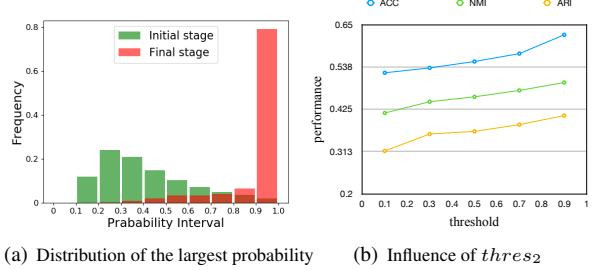 0.8
0.6
0.4
0.2
0
Frequency
Initial stage
Final stage
0 0.1 0.2 0.3 0.4 0.5 0.6 0.7 0.8 0.9 1.0
Prabability Interval
(a) Distribution of the largest probability
ACC NMI ARI
0.65
0.538
0.425
0.313
0.2
performance
0 0.1 0.2 0.3 0.4 0.5 0.6 0.7 0.8 0.9 1
threshold
(b) Influence of thres2